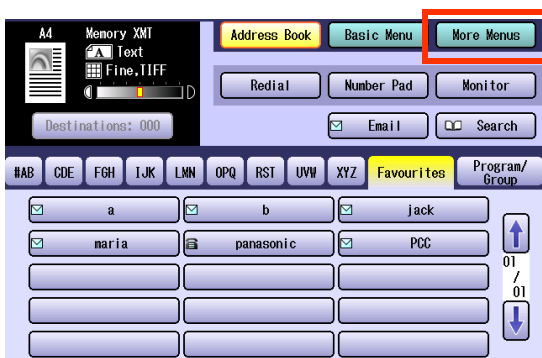 A4 Memory XMT Address Book Basic Menu More Menus
A Text
Fine,TIFF
D
Redial Number Pad Monitor
Destinations: 000 Email Search
#AB CDE FGH IJK LMN OPQ RST UVW XYZ Favourites Program/
Group
a b jack
maria panasonic PCC
01
/
01